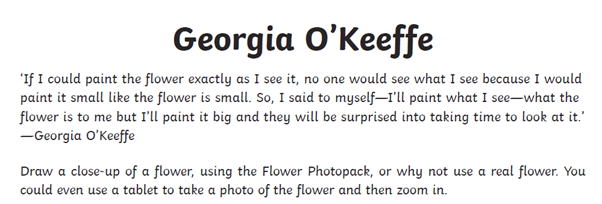 Georgia O’Keeffe
‘If I could paint the flower exactly as I see it, no one would see what I see because I would
paint it small like the flower is small. So, I said to myself—I’ll paint what I see—what the
flower is to me but I’ll paint it big and they will be surprised into taking time to look at it.’
—Georgia O’Keeffe
Draw a close-up of a flower, using the Flower Photopack, or why not use a real flower. You
could even use a tablet to take a photo of the flower and then zoom in.